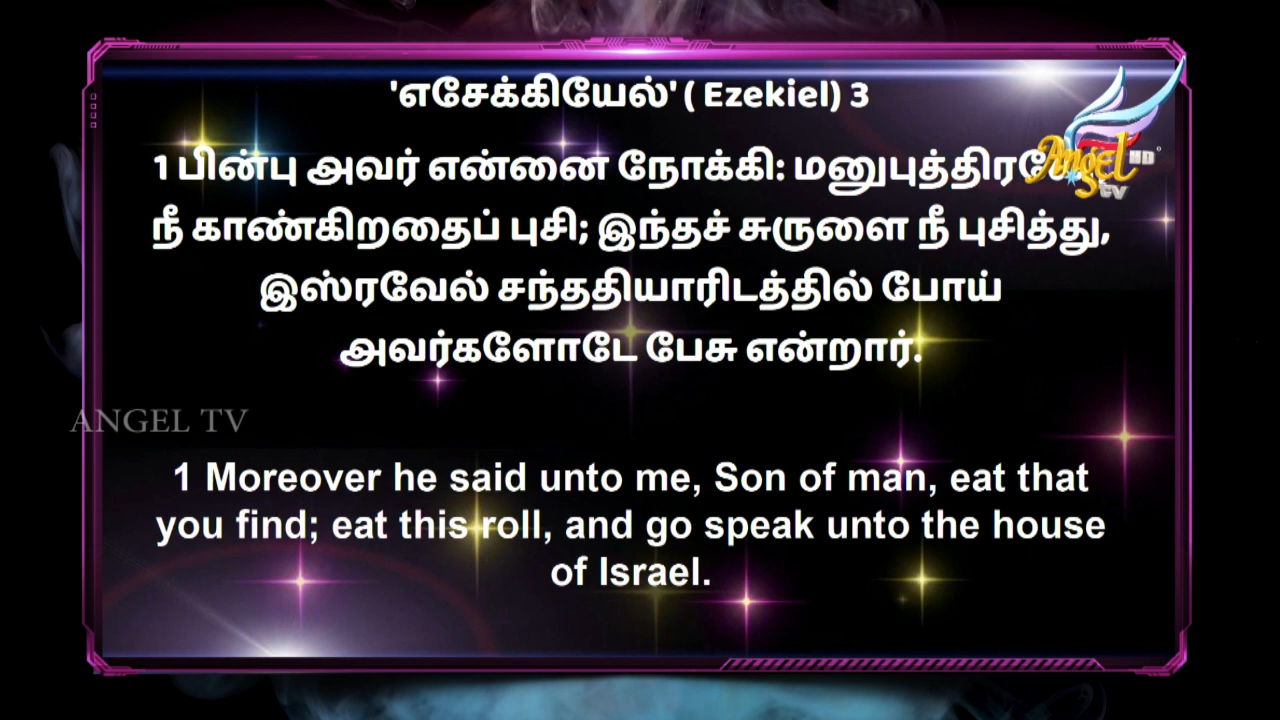 'எசேக்கியேல்' ( Ezekiel) 3
1 பின்பு அவர் என்னை நோக்கி:
Angel HD
tv
நீ காண்கிறதைப் புசி; இந்தச் சுருளை நீ புசித்து,
இஸ்ரவேல் சந்ததியாரிடத்தில் போய்
அவர்களோடே பேசு என்றார்.
ANGEL TV
1 Moreover he said unto me, Son of man, eat that
you find; eat this roll, and go speak unto the house
of Israel.